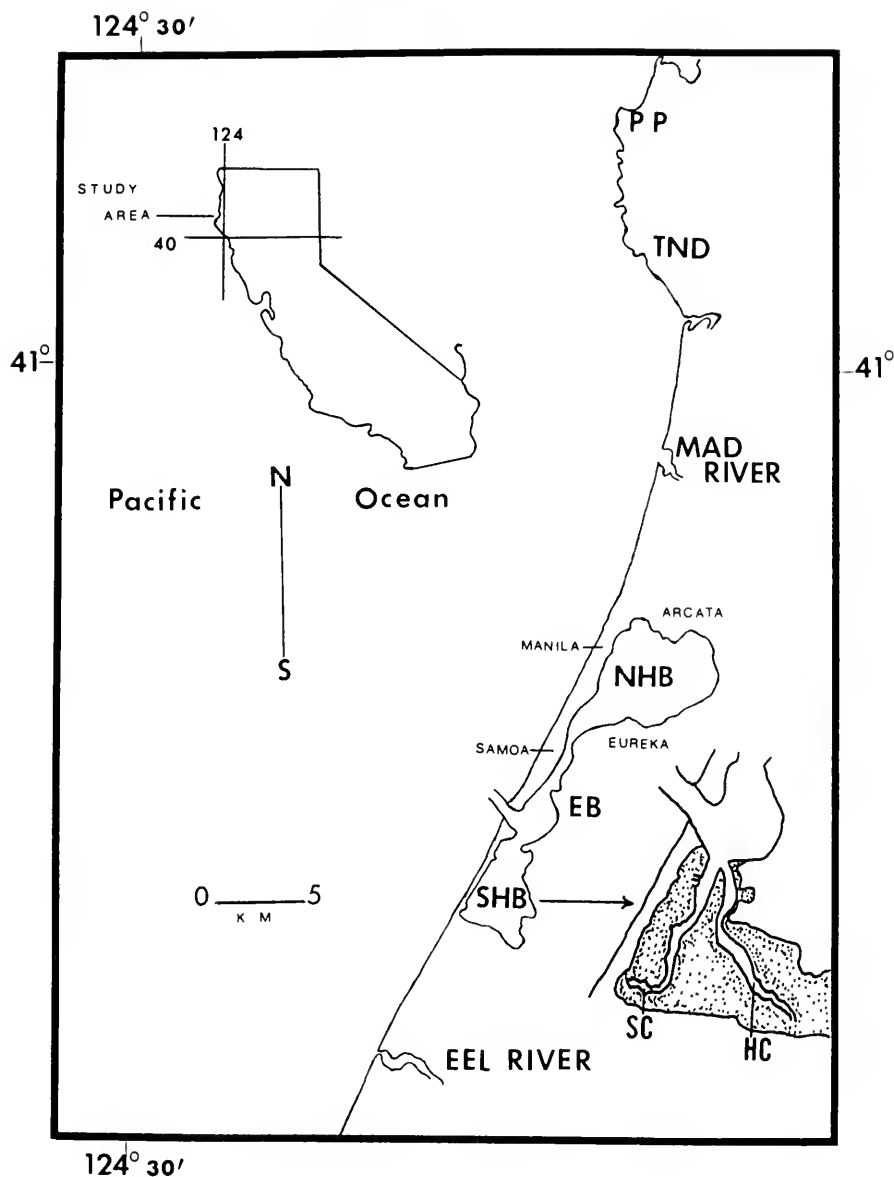 124° 30′
P P
124
STUDY
AREA
40
TND
41°
41°
MAD
RIVER
N
Pacific Ocean
S
ARCATA
MANILA
NHB
SAMOA
EUREKA
EB
0 5
K M
SHB
SC
HC
EEL RIVER
124° 30′